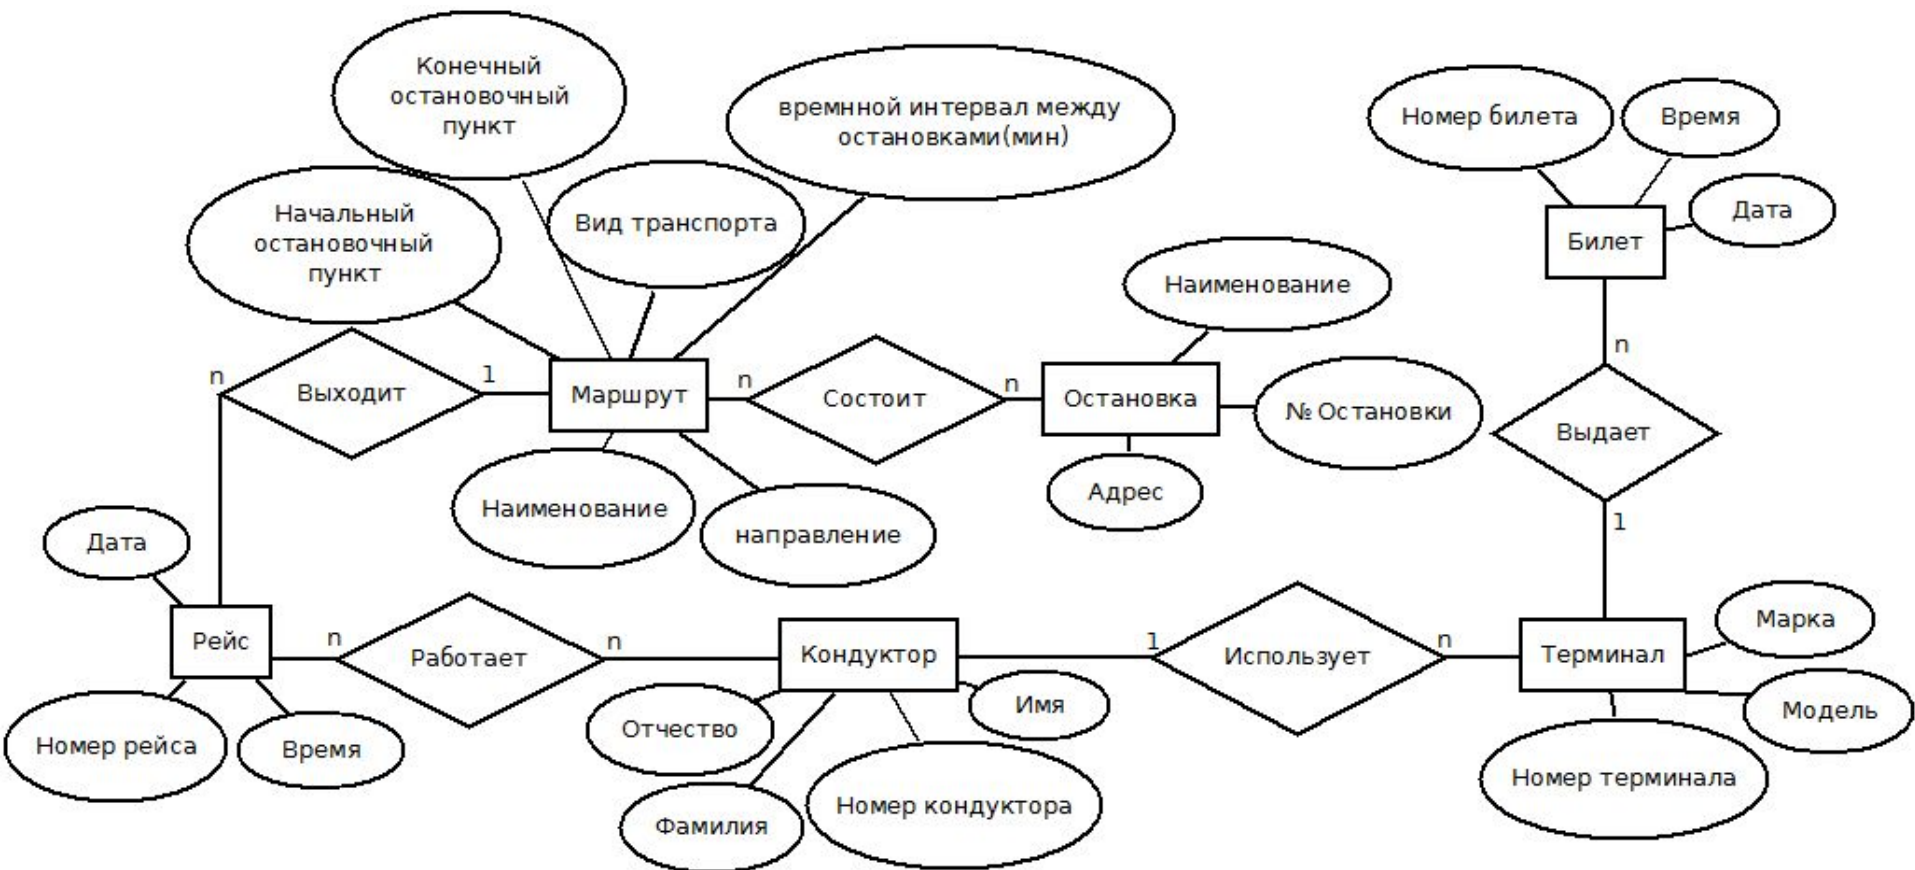 Конечный
остановочный
пункт
времнной интервал между
остановками(мин)
Номер билета
Время
Начальный
остановочный
пункт
Вид транспорта
Дата
Билет
Наименование
n
Выходит
1
Маршрут
n
Состоит
n
Остановка
№ Остановки
n
Выдает
1
Наименование
направление
Адрес
Дата
Рейс
n
Работает
n
Кондуктор
1
Использует
n
Терминал
Марка
Модель
Номер рейса
Время
Отчество
Имя
Фамилия
Номер кондуктора
Номер терминала